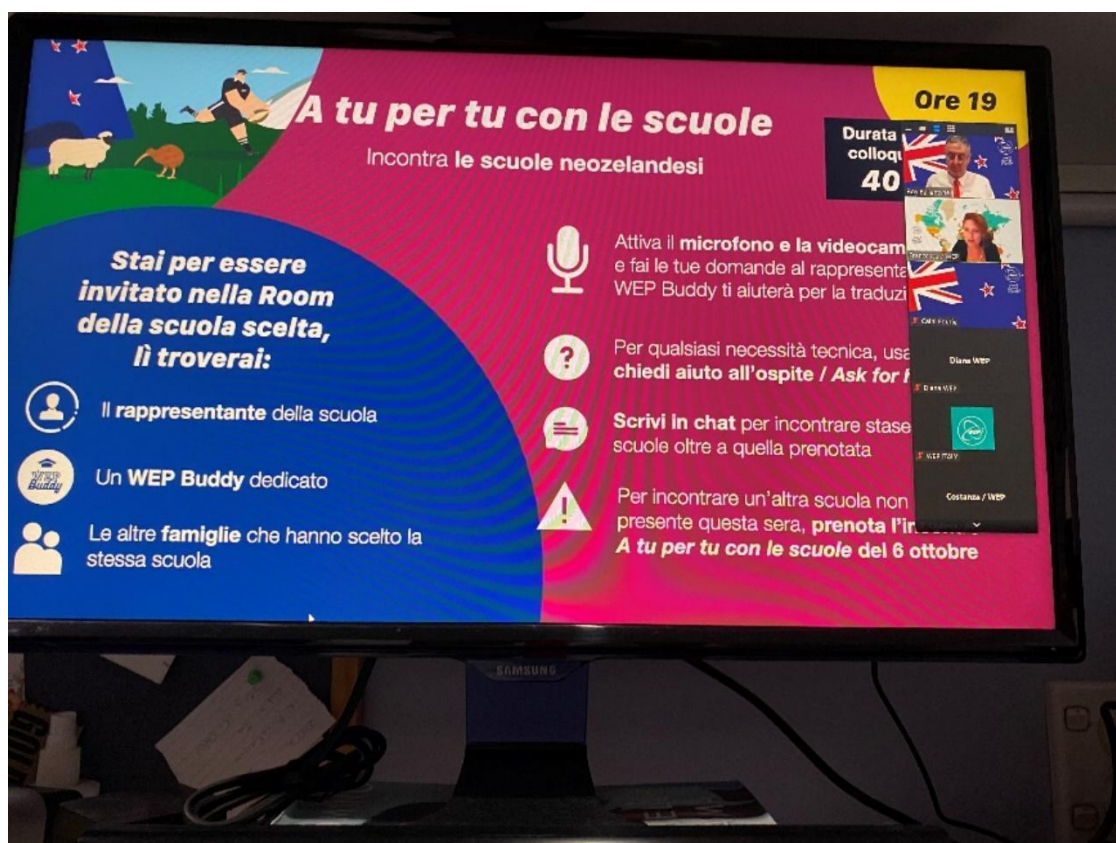 A tu per tu con le scuole
Incontra le scuole neozelandesi
Ore 19
Durata
colloqu
40
Stai per essere
invitato nella Room
della scuola scelta,
lì troverai:
Il rappresentante della scuola
WEP
Buddy
Un WEP Buddy dedicato
Le altre famiglie che hanno scelto la
stessa scuola
Attiva il microfono e la videocam
e fai le tue domande al rappresenta
WEP Buddy ti aiuterà per la traduzi
?
Per qualsiasi necessità tecnica, usa
chiedi aiuto all'ospite / Ask for h
Scrivi in chat per incontrare stase
scuole oltre a quella prenotata
!
Per incontrare un'altra scuola non
presente questa sera, prenota l'in
A tu per tu con le scuole del 6 ottobre
Diana WEP
Diana WEP
WEP ITALY
Costanza / WEP
SAMSUNG